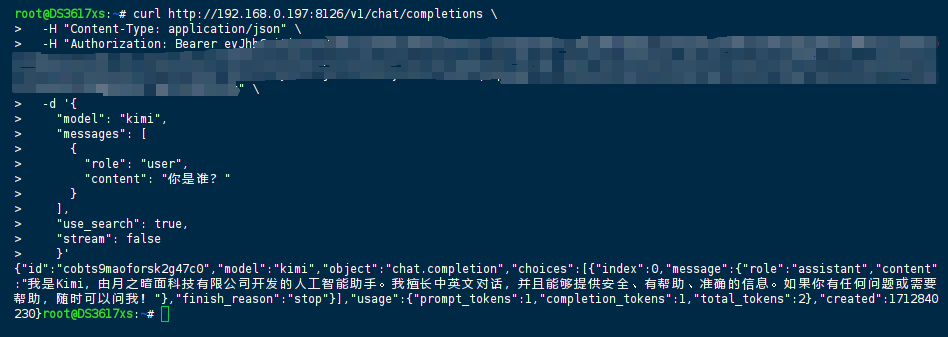 root@DS3617xs:~# curl http://192.168.0.197:8126/v1/chat/completions \
>   -H "Content-Type: application/json" \
>   -H "Authorization: Bearer
" \
>   -d '{
>     "model": "kimi",
>     "messages": [
>       {
>         "role": "user",
>         "content": "你是谁？"
>       }
>     ],
>     "use_search": true,
>     "stream": false
>     }'
{"id":"cobts9maoforsk2g47c0","model":"kimi","object":"chat.completion","choices":[{"index":0,"message":{"role":"assistant","content"
:"我是Kimi，由月之暗面科技有限公司开发的人工智能助手。我擅长中英文对话，并且能够提供安全、有帮助、准确的信息。如果你有任何问题或需要
帮助，随时可以问我！"},"finish_reason":"stop"}],"usage":{"prompt_tokens":1,"completion_tokens":1,"total_tokens":2},"created":1712840
230}root@DS3617xs:~#